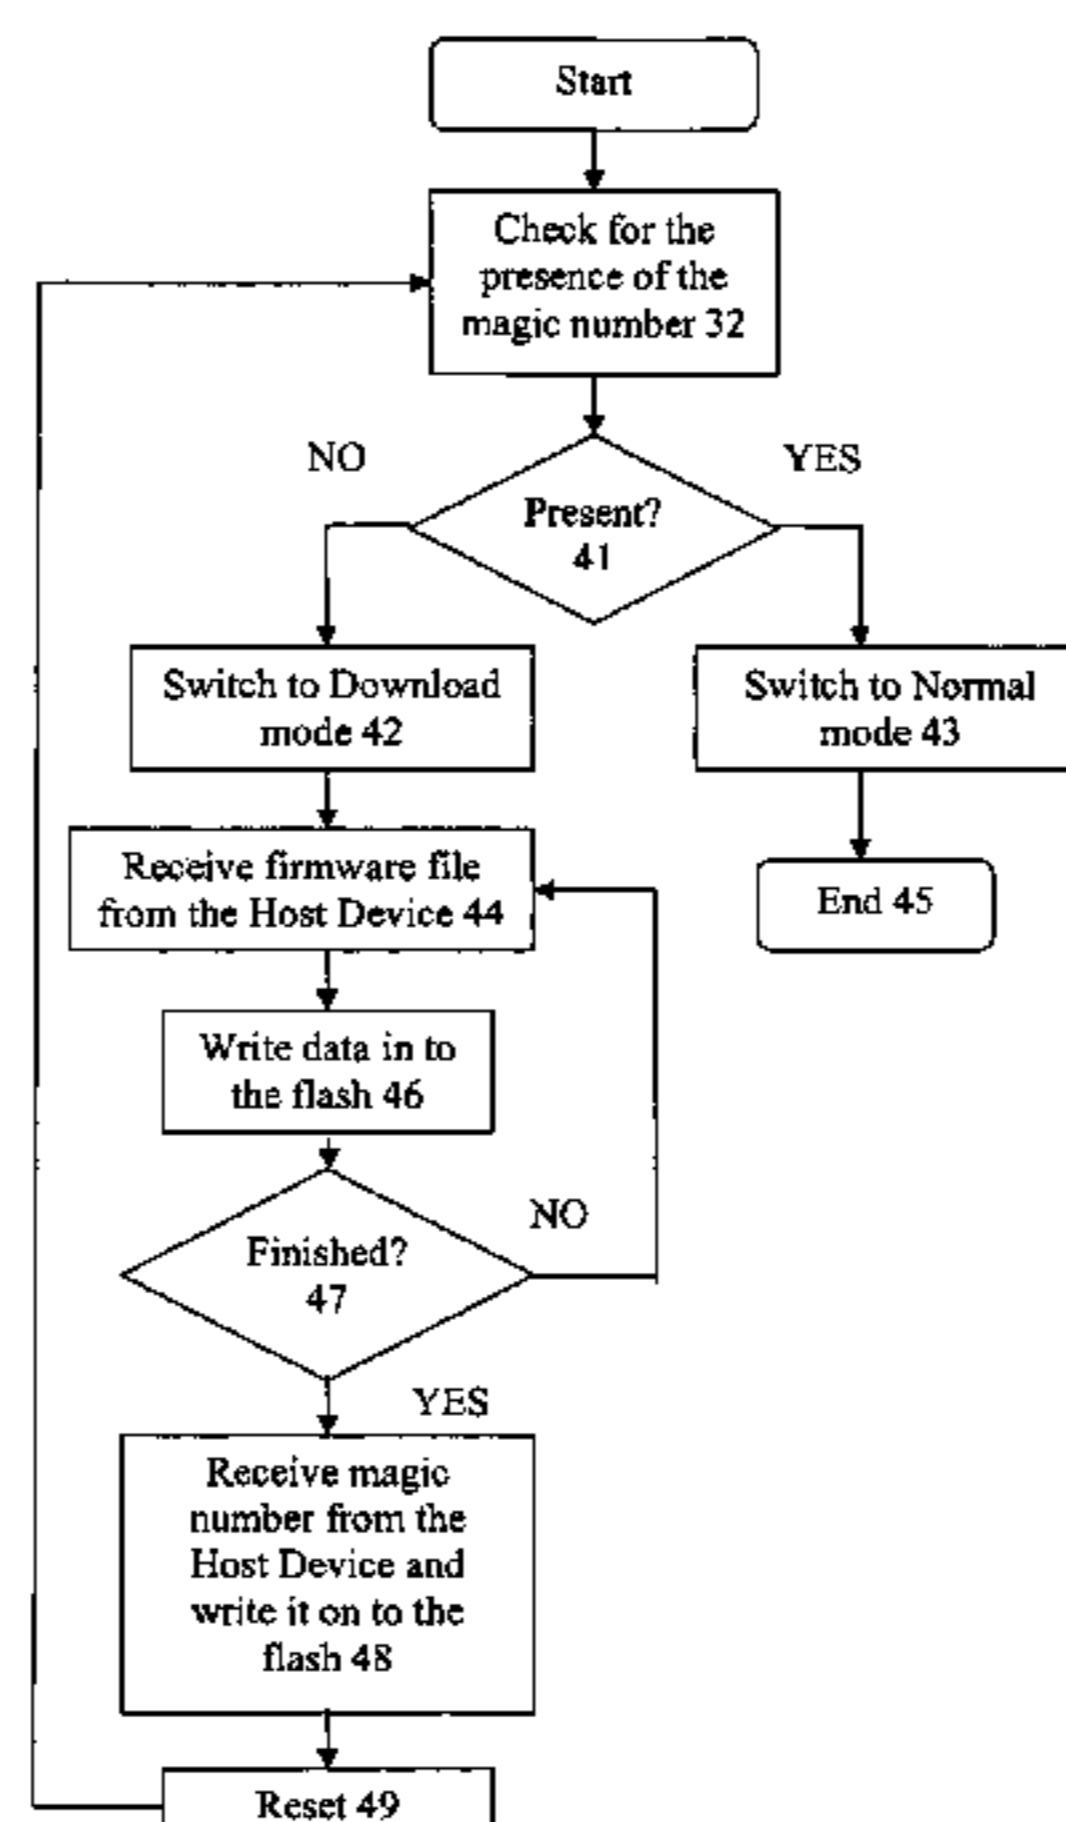 Start
Check for the
presence of the
magic number 32
NO
YES
Present?
41
Switch to Download
mode 42
Switch to Normal
mode 43
Receive firmware file
from the Host Device 44
End 45
Write data in to
the flash 46
NO
Finished?
47
YES
Receive magic
number from the
Host Device and
write it on to the
flash 48
Reset 49